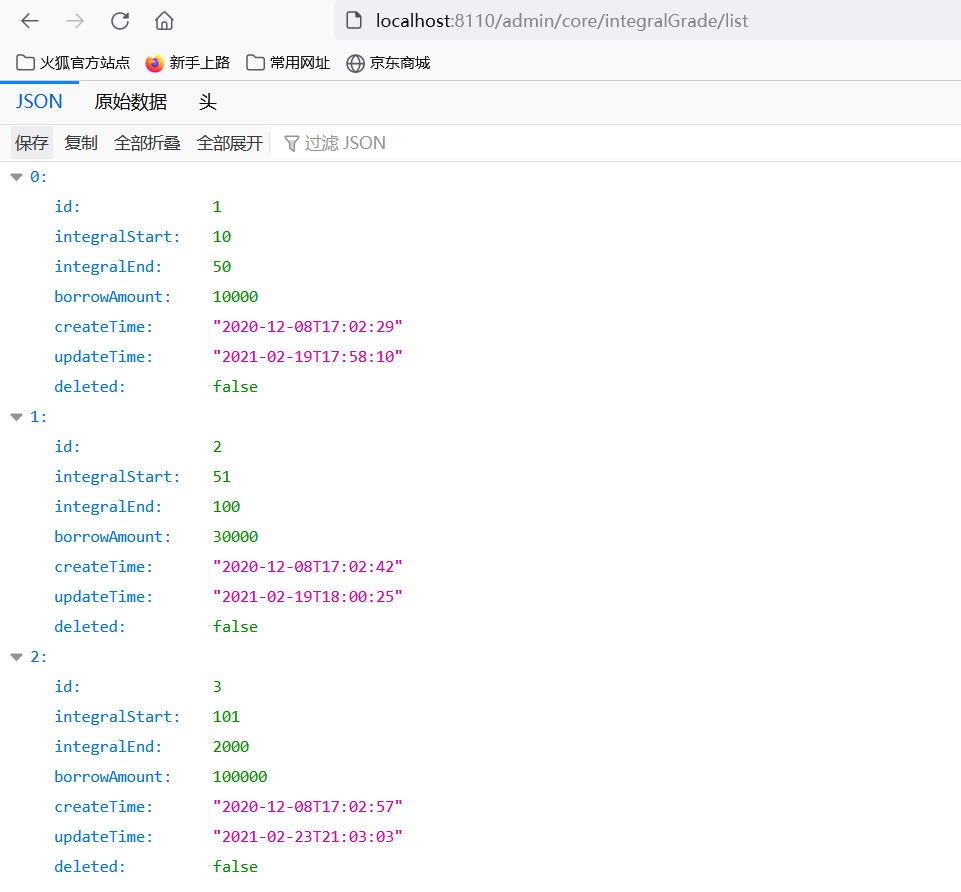 localhost:8110/admin/core/integralGrade/list
火狐官方站点 新手上路 常用网址 京东商城
JSON 原始数据 头
保存 复制 全部折叠 全部展开 过滤 JSON
0:
id: 1
integralStart: 10
integralEnd: 50
borrowAmount: 10000
createTime: "2020-12-08T17:02:29"
updateTime: "2021-02-19T17:58:10"
deleted: false
1:
id: 2
integralStart: 51
integralEnd: 100
borrowAmount: 30000
createTime: "2020-12-08T17:02:42"
updateTime: "2021-02-19T18:00:25"
deleted: false
2:
id: 3
integralStart: 101
integralEnd: 2000
borrowAmount: 100000
createTime: "2020-12-08T17:02:57"
updateTime: "2021-02-23T21:03:03"
deleted: false